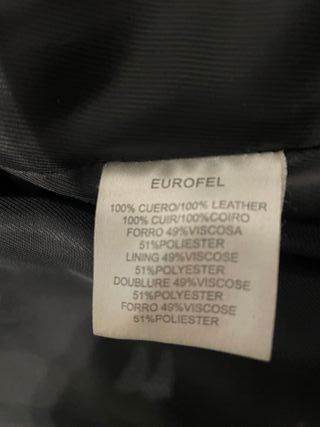 EUROFEL
100% CUERO/100% LEATHER
100% CUIR/100%COIRO
FORRO 49%VISCOSA
51%POLIESTER
LINING 49%VISCOSE
51%POLYESTER
DOUBLURE 49%VISCOSE
51%POLYESTER
FORRO 49%VISCOSE
51%POLIESTER